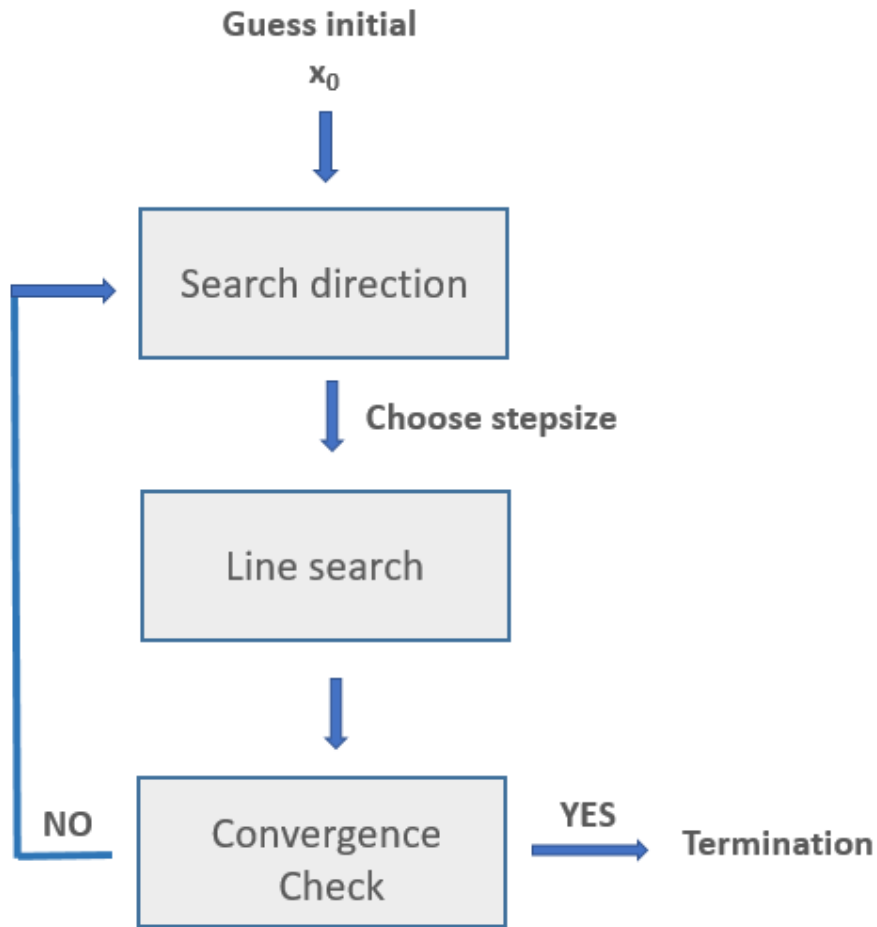 Guess initial
x₀
Search direction
Choose stepsize
Line search
NO
Convergence
Check
YES
Termination